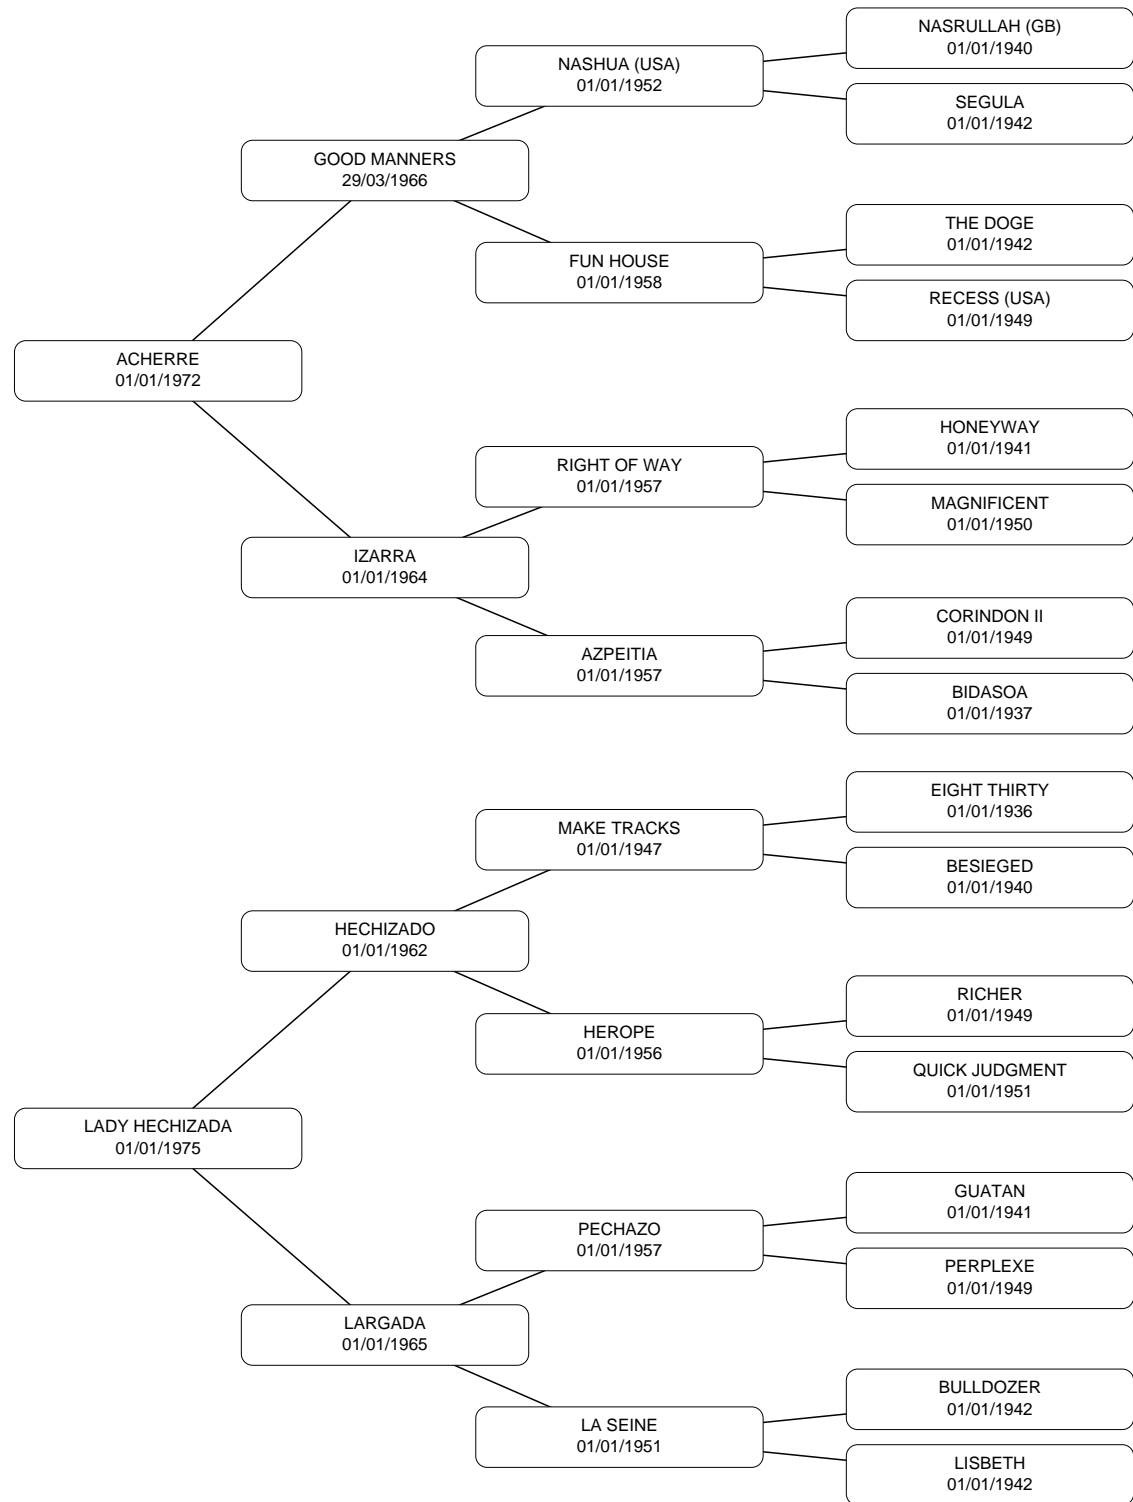 NASRULLAH (GB)
01/01/1940
NASHUA (USA)
01/01/1952
SEGULA
01/01/1942
GOOD MANNERS
29/03/1966
THE DOGE
01/01/1942
FUN HOUSE
01/01/1958
RECESS (USA)
01/01/1949
ACHERRE
01/01/1972
HONEYWAY
01/01/1941
RIGHT OF WAY
01/01/1957
MAGNIFICENT
01/01/1950
IZARRA
01/01/1964
CORINDON II
01/01/1949
AZPEITIA
01/01/1957
BIDASOA
01/01/1937
EIGHT THIRTY
01/01/1936
MAKE TRACKS
01/01/1947
BESIEGED
01/01/1940
HECHIZADO
01/01/1962
RICHER
01/01/1949
HEROPE
01/01/1956
QUICK JUDGMENT
01/01/1951
LADY HECHIZADA
01/01/1975
GUATAN
01/01/1941
PECHAZO
01/01/1957
PERPLEXE
01/01/1949
LARGADA
01/01/1965
BULLDOZER
01/01/1942
LA SEINE
01/01/1951
LISBETH
01/01/1942